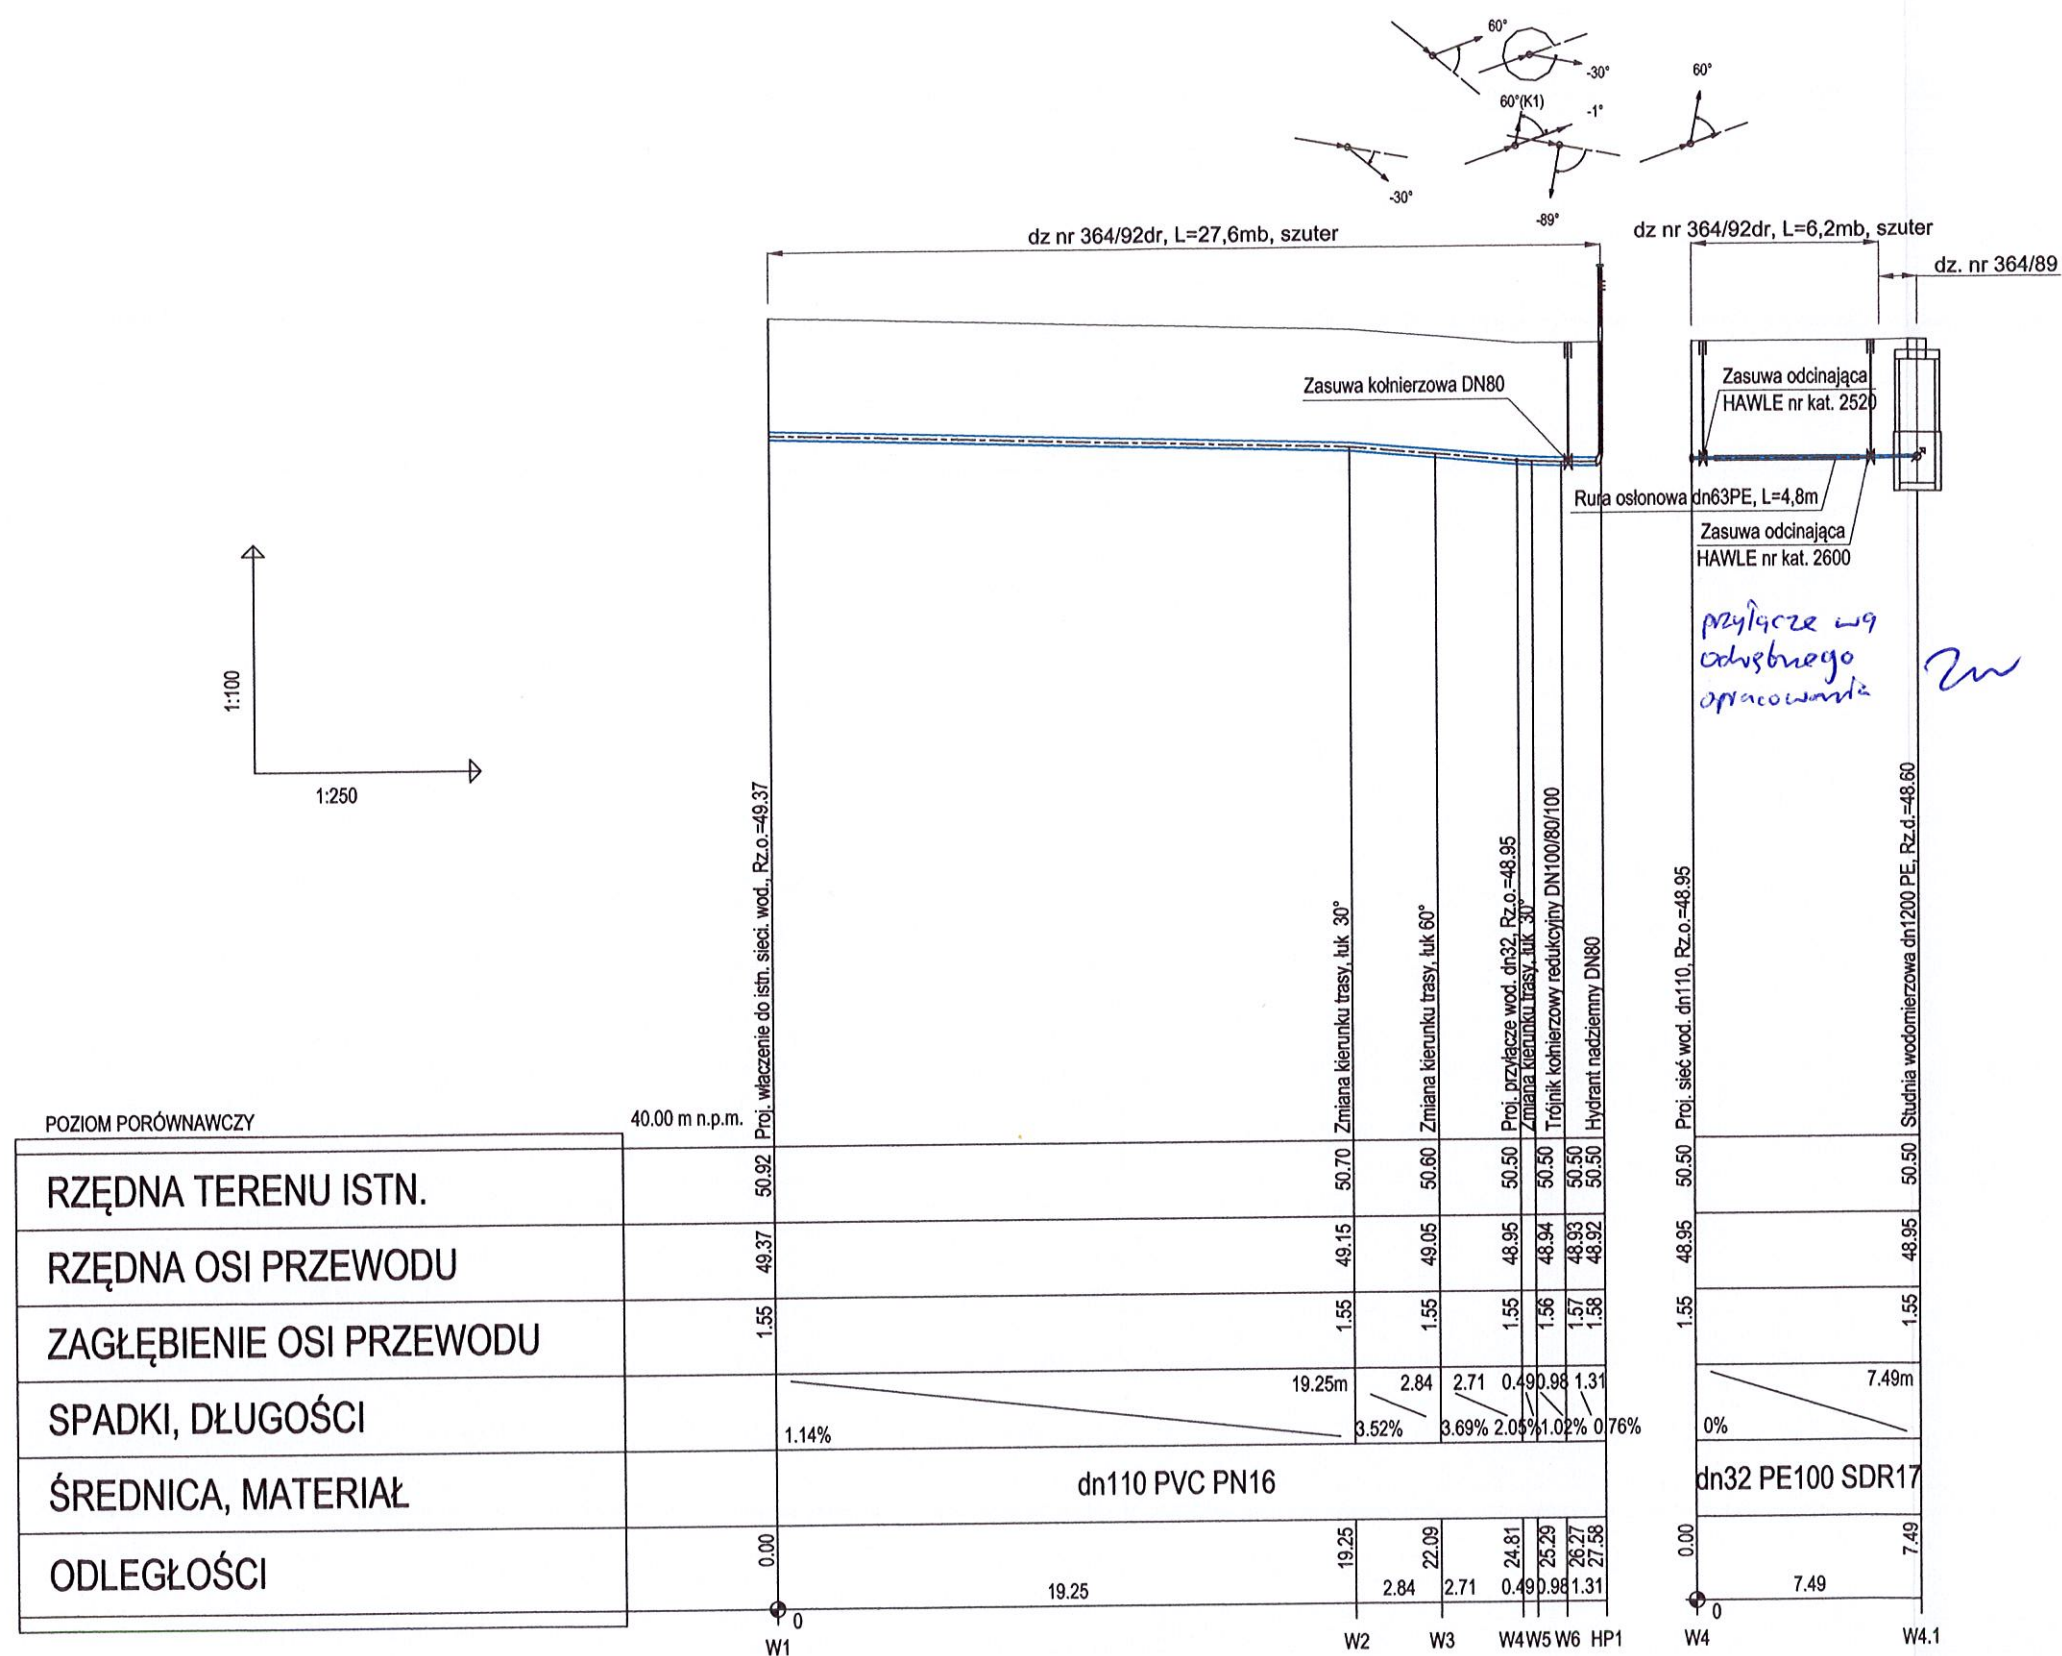 60°
-30°
60°(K1)
-1°
60°
-30°
-89°
dz nr 364/92dr, L=27,6mb, szuter
dz nr 364/92dr, L=6,2mb, szuter
dz. nr 364/89
Zasuwa kołnierzowa DN80
Zasuwa odcinająca
HAWLE nr kat. 2520
Rura osłonowa dn63PE, L=4,8m
Zasuwa odcinająca
HAWLE nr kat. 2600
przyłącze wg
odrębnego
opracowania
1:100
1:250
Proj. właczenie do istn. sieci. wod., Rz.o.=49.37
Zmiana kierunku trasy, łuk 30°
Zmiana kierunku trasy, łuk 60°
Proj. przyłącze wod. dn32, Rz.o.=48.95
Zmiana kierunku trasy, łuk 30°
Trójnik kołnierzowy redukcyjny DN100/80/100
Hydrant nadziemny DN80
Proj. sieć wod. dn110, Rz.o.=48.95
Studnia wodomierzowa dn1200 PE, Rz.d.=48.60
POZIOM PORÓWNAWCZY 40.00 m n.p.m.
RZĘDNA TERENU ISTN. 50.92 50.70 50.60 50.50 50.50 50.50 50.50 50.50 50.50
RZĘDNA OSI PRZEWODU 49.37 49.15 49.05 48.95 48.94 48.93 48.92 48.95 48.95
ZAGŁĘBIENIE OSI PRZEWODU 1.55 1.55 1.55 1.55 1.56 1.57 1.58 1.55 1.55
SPADKI, DŁUGOŚCI 19.25m 2.84 2.71 0.49 0.98 1.31 7.49m
1.14% 3.52% 3.69% 2.05% 1.02% 0.76% 0%
ŚREDNICA, MATERIAŁ dn110 PVC PN16 dn32 PE100 SDR17
ODLEGŁOŚCI 0.00 19.25 22.09 24.81 25.29 26.27 27.58 0.00 7.49
19.25 2.84 2.71 0.49 0.98 1.31 7.49
0 0
W1 W2 W3 W4 W5 W6 HP1 W4 W4.1